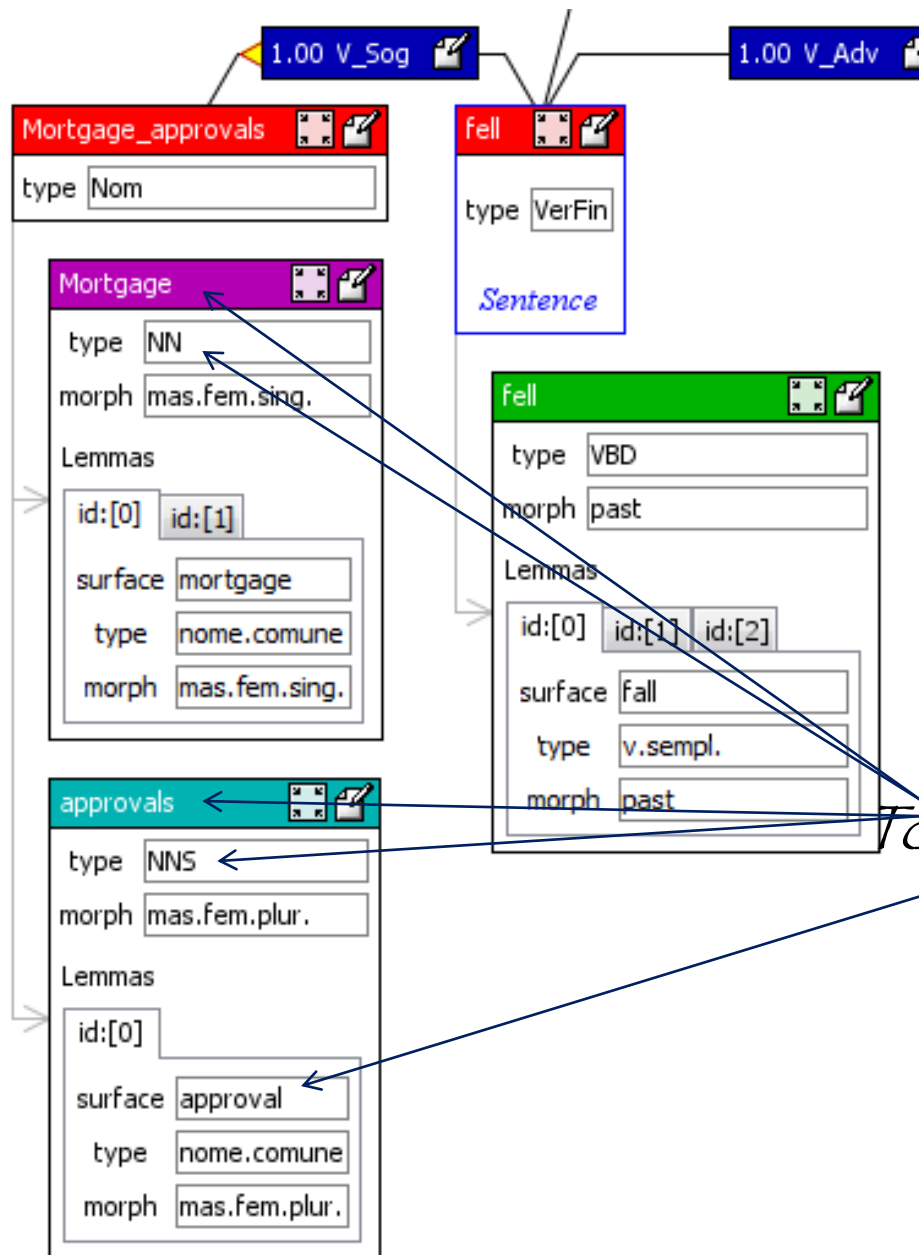 1.00 V_Sog
1.00 V_Adv
Mortgage_approvals
type Nom
fell
type VerFin
Sentence
Mortgage
type NN
morph mas.fem.sing.
Lemmas
id:[0] id:[1]
surface mortgage
type nome.comune
morph mas.fem.sing.
fell
type VBD
morph past
Lemmas
id:[0] id:[1] id:[2]
surface fall
type v.sempl.
morph past
approvals
type NNS
morph mas.fem.plur.
Lemmas
id:[0]
surface approval
type nome.comune
morph mas.fem.plur.